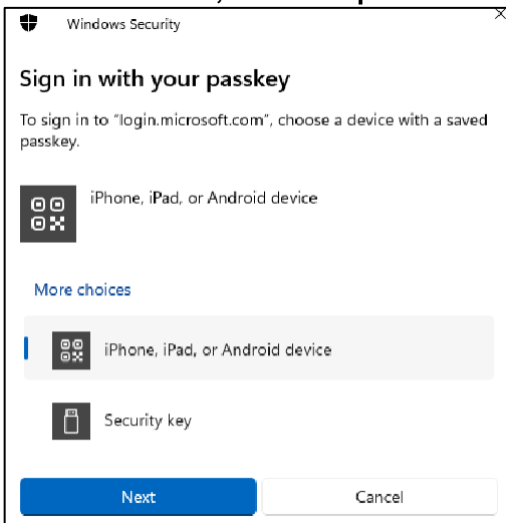 Windows Security
Sign in with your passkey
To sign in to "login.microsoft.com", choose a device with a saved
passkey.
iPhone, iPad, or Android device
More choices
iPhone, iPad, or Android device
Security key
Next
Cancel